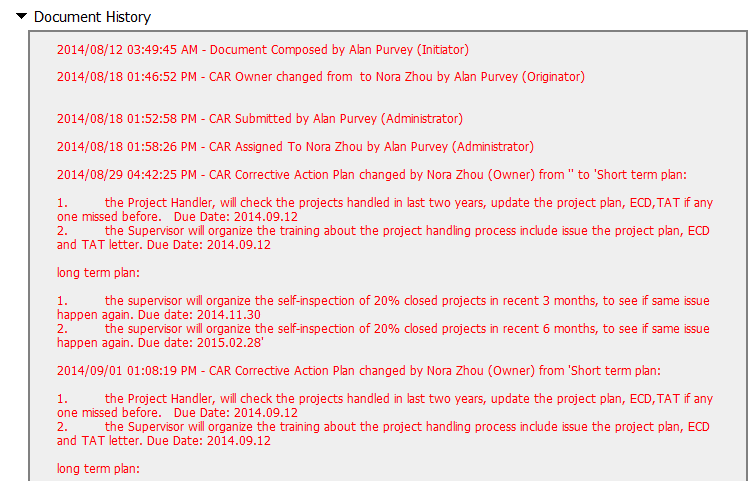 Document History
2014/08/12 03:49:45 AM - Document Composed by Alan Purvey (Initiator)
2014/08/18 01:46:52 PM - CAR Owner changed from  to Nora Zhou by Alan Purvey (Originator)
2014/08/18 01:52:58 PM - CAR Submitted by Alan Purvey (Administrator)
2014/08/18 01:58:26 PM - CAR Assigned To Nora Zhou by Alan Purvey (Administrator)
2014/08/29 04:42:25 PM - CAR Corrective Action Plan changed by Nora Zhou (Owner) from '' to 'Short term plan:
1. the Project Handler, will check the projects handled in last two years, update the project plan, ECD,TAT if any
one missed before. Due Date: 2014.09.12
2. the Supervisor will organize the training about the project handling process include issue the project plan, ECD
and TAT letter. Due Date: 2014.09.12
long term plan:
1. the supervisor will organize the self-inspection of 20% closed projects in recent 3 months, to see if same issue
happen again. Due date: 2014.11.30
2. the supervisor will organize the self-inspection of 20% closed projects in recent 6 months, to see if same issue
happen again. Due date: 2015.02.28'
2014/09/01 01:08:19 PM - CAR Corrective Action Plan changed by Nora Zhou (Owner) from 'Short term plan:
1. the Project Handler, will check the projects handled in last two years, update the project plan, ECD,TAT if any
one missed before. Due Date: 2014.09.12
2. the Supervisor will organize the training about the project handling process include issue the project plan, ECD
and TAT letter. Due Date: 2014.09.12
long term plan: